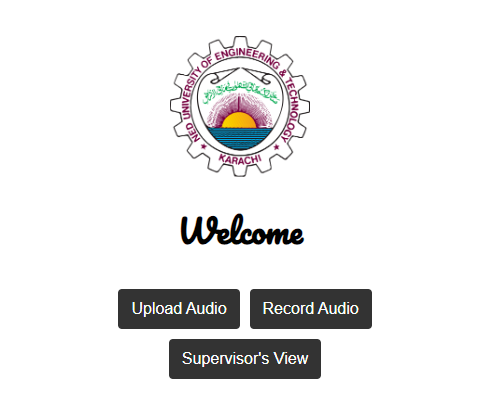 NED UNIVERSITY OF ENGINEERING & TECHNOLOGY
KARACHI
Welcome
Upload Audio
Record Audio
Supervisor's View